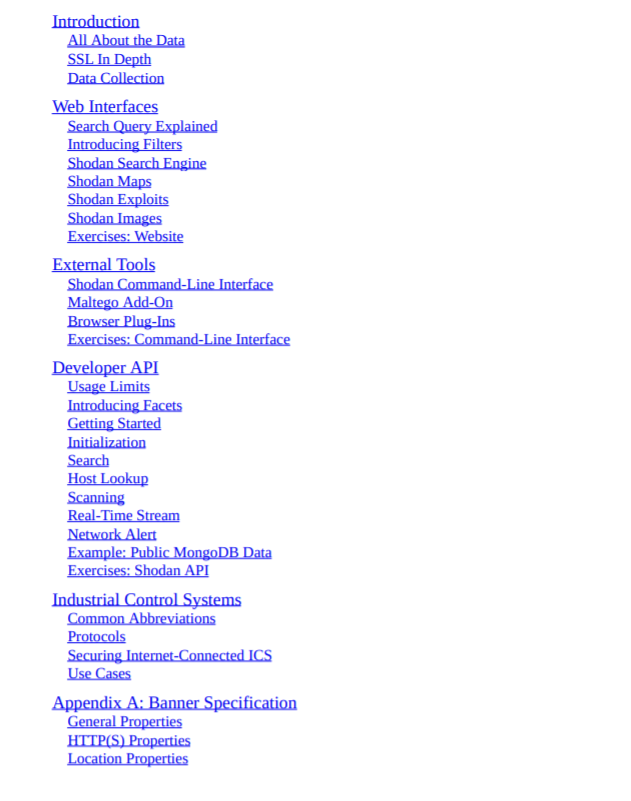 Introduction
All About the Data
SSL In Depth
Data Collection
Web Interfaces
Search Query Explained
Introducing Filters
Shodan Search Engine
Shodan Maps
Shodan Exploits
Shodan Images
Exercises: Website
External Tools
Shodan Command-Line Interface
Maltego Add-On
Browser Plug-Ins
Exercises: Command-Line Interface
Developer API
Usage Limits
Introducing Facets
Getting Started
Initialization
Search
Host Lookup
Scanning
Real-Time Stream
Network Alert
Example: Public MongoDB Data
Exercises: Shodan API
Industrial Control Systems
Common Abbreviations
Protocols
Securing Internet-Connected ICS
Use Cases
Appendix A: Banner Specification
General Properties
HTTP(S) Properties
Location Properties